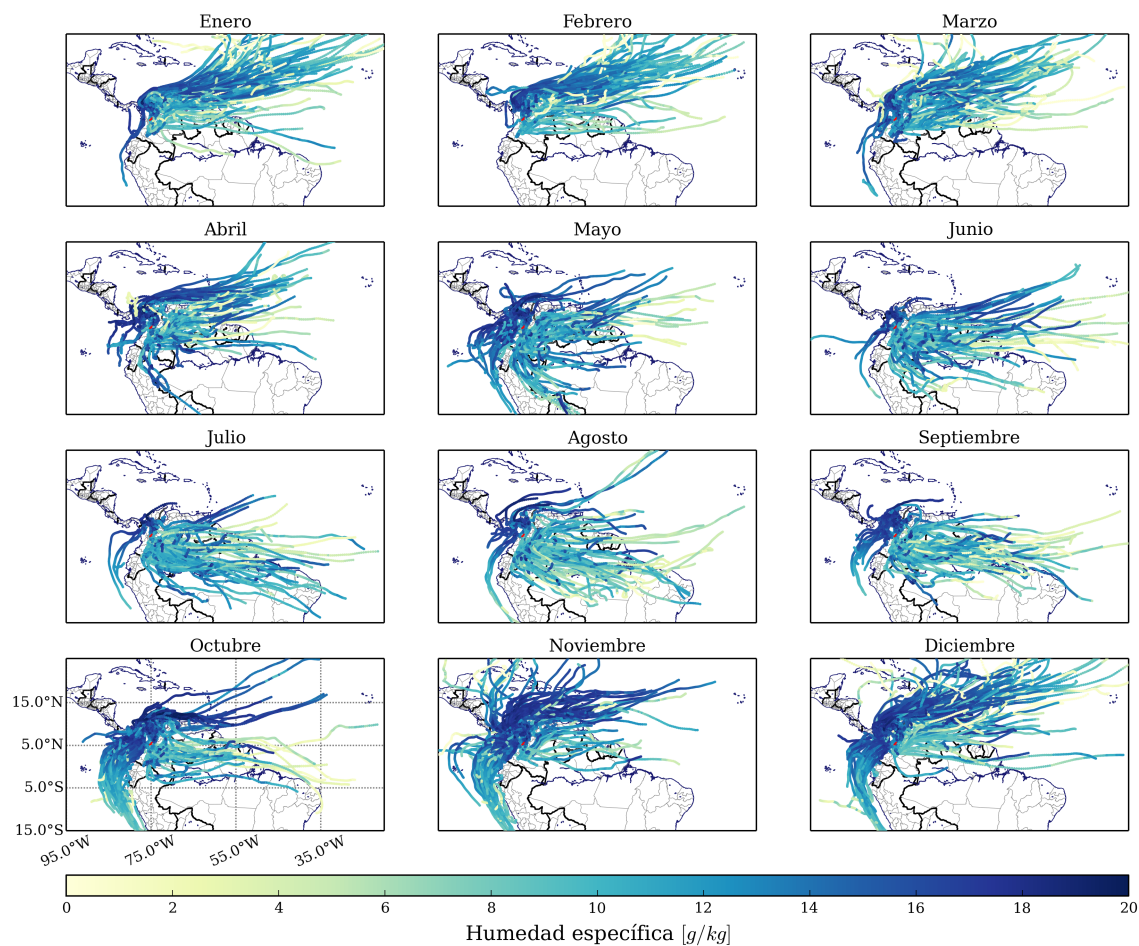 Enero Febrero Marzo
Abril Mayo Junio
Julio Agosto Septiembre
Octubre Noviembre Diciembre
15.0°N
5.0°N
5.0°S
15.0°S
95.0°W 75.0°W 55.0°W 35.0°W
0 2 4 6 8 10 12 14 16 18 20
Humedad específica [g/kg]